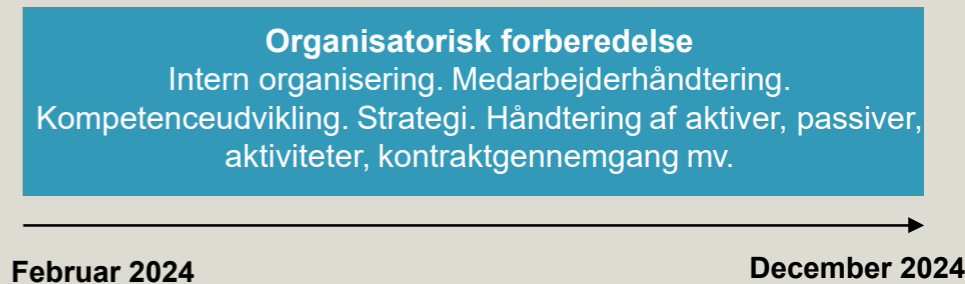 Organisatorisk forberedelse
Intern organisering. Medarbejderhåndtering.
Kompetenceudvikling. Strategi. Håndtering af aktiver, passiver,
aktiviteter, kontraktgennemgang mv.
Februar 2024
December 2024